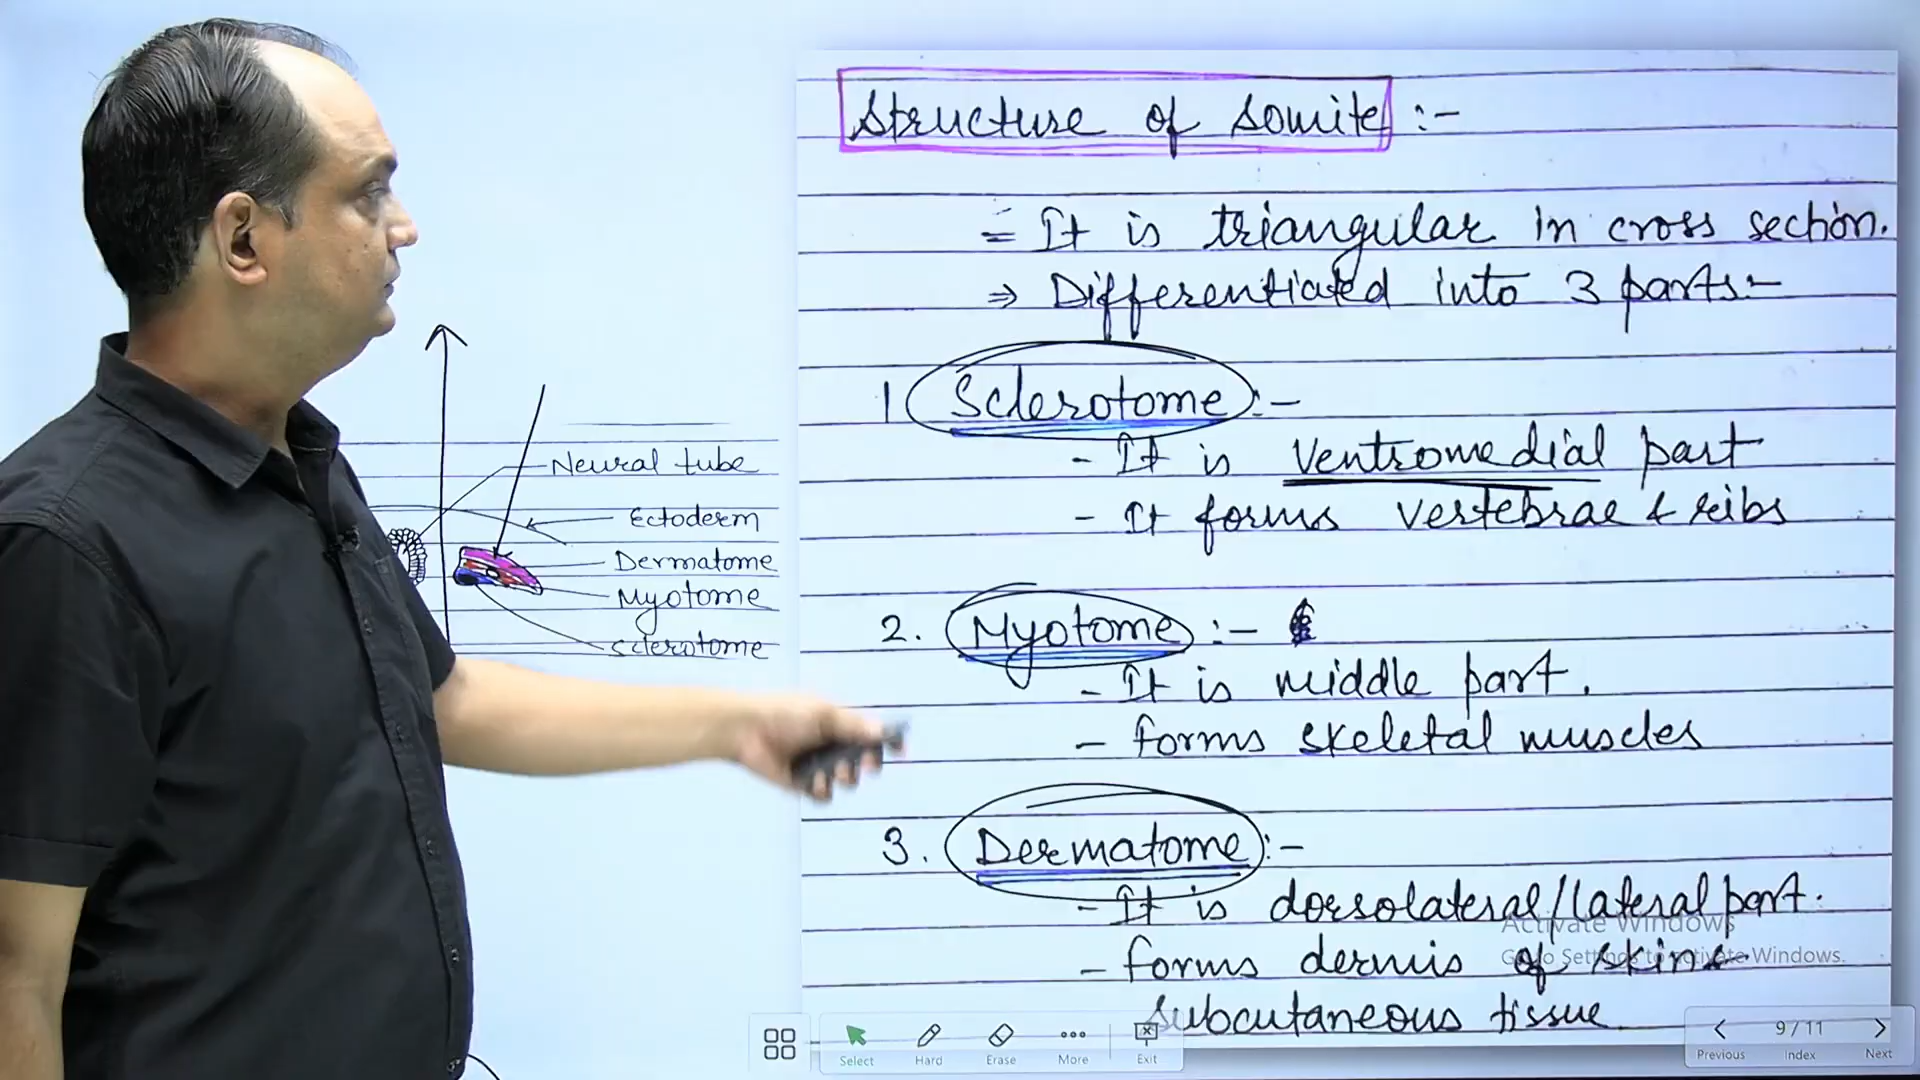 Structure of Somite :-
= It is triangular in cross section.
⇒ Differentiated into 3 parts:-
1 Sclerotome :-
- It is ventromedial part
- It forms vertebrae & ribs
2. Myotome :-
- It is middle part.
- forms skeletal muscles
3. Dermatome :-
- It is dorsolateral/lateral part.
- forms dermis of skin &
subcutaneous tissue
Neural tube
Ectoderm
Dermatome
Myotome
Sclerotome
Activate Windows
Go to Settings to activate Windows.
Select Hard Erase More Exit
9 / 11
Previous Index Next